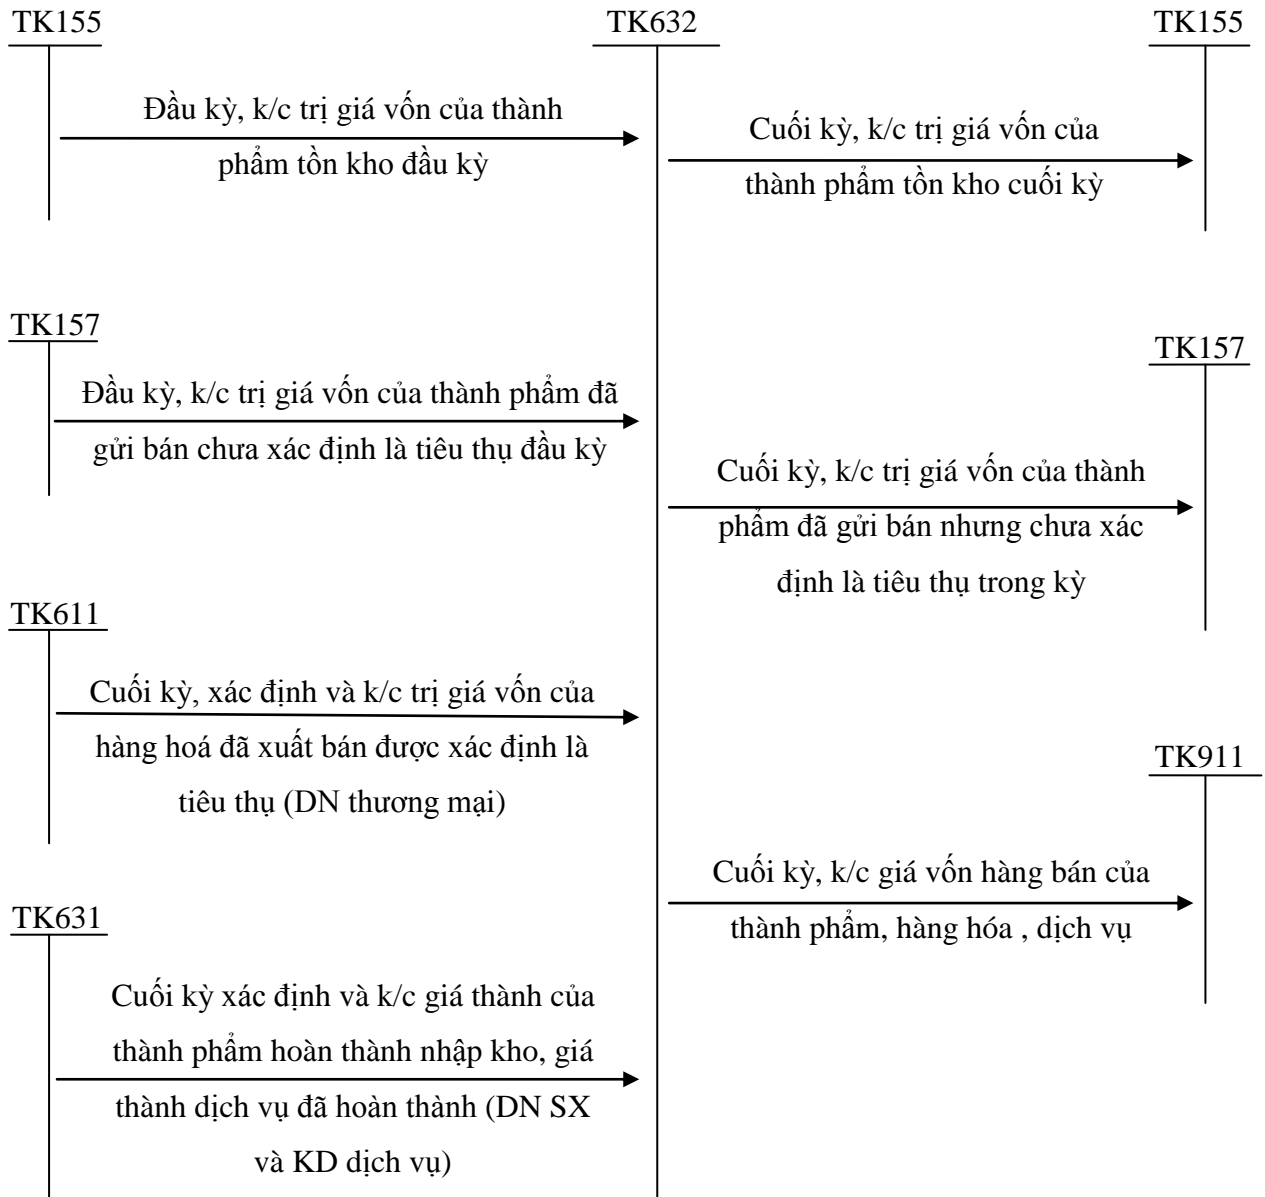 TK155
TK632
TK155
Đầu kỳ, k/c trị giá vốn của thành
phẩm tồn kho đầu kỳ
Cuối kỳ, k/c trị giá vốn của
thành phẩm tồn kho cuối kỳ
TK157
TK157
Đầu kỳ, k/c trị giá vốn của thành phẩm đã
gửi bán chưa xác định là tiêu thụ đầu kỳ
Cuối kỳ, k/c trị giá vốn của thành
phẩm đã gửi bán nhưng chưa xác
định là tiêu thụ trong kỳ
TK611
Cuối kỳ, xác định và k/c trị giá vốn của
hàng hoá đã xuất bán được xác định là
tiêu thụ (DN thương mại)
TK911
Cuối kỳ, k/c giá vốn hàng bán của
thành phẩm, hàng hóa , dịch vụ
TK631
Cuối kỳ xác định và k/c giá thành của
thành phẩm hoàn thành nhập kho, giá
thành dịch vụ đã hoàn thành (DN SX
và KD dịch vụ)